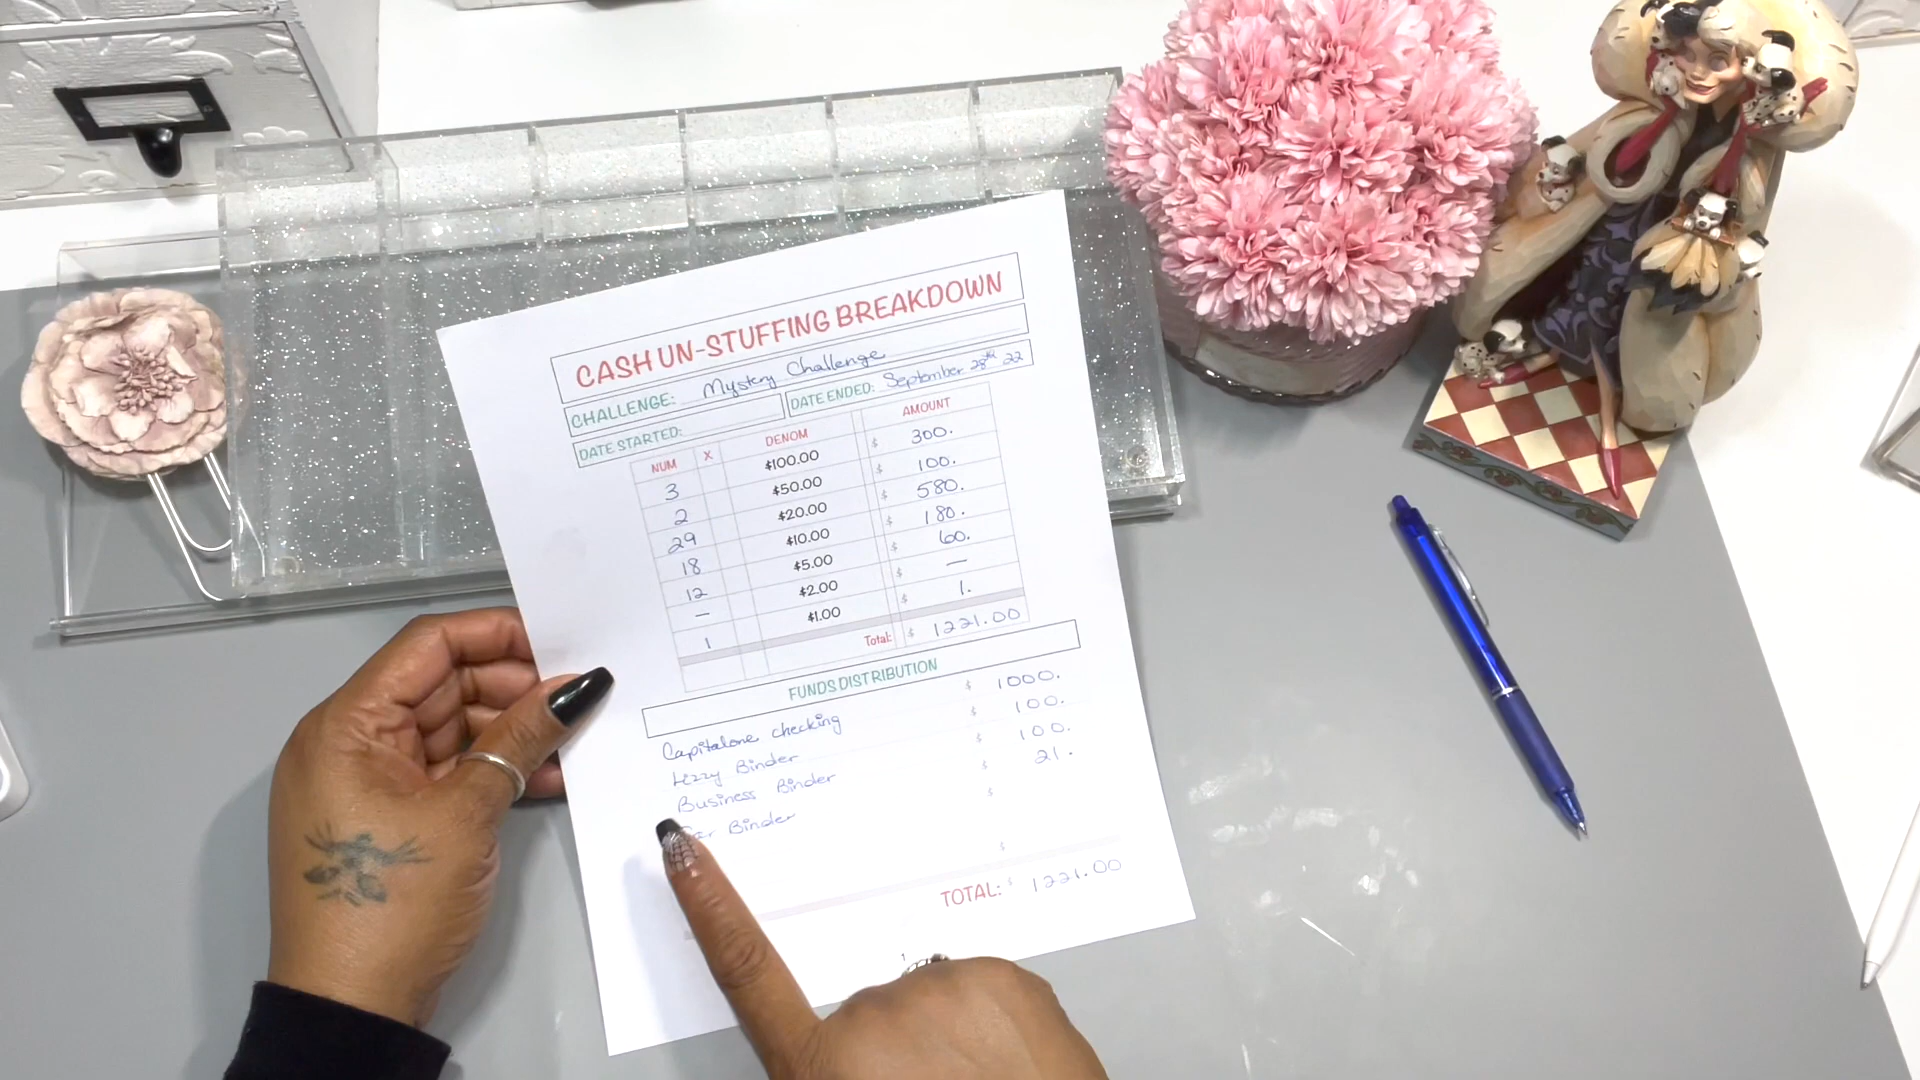 CASH UN-STUFFING BREAKDOWN
CHALLENGE: Mystery Challenge
DATE STARTED: DATE ENDED: September 28th 22
NUM X DENOM AMOUNT
3 $100.00 $ 300.
2 $50.00 $ 100.
29 $20.00 $ 580.
18 $10.00 $ 180.
12 $5.00 $ 60.
— $2.00 $ —
1 $1.00 $ 1.
Total: $ 1221.00
FUNDS DISTRIBUTION
Capitalone checking $ 1000.
Lizzy Binder $ 100.
Business Binder $ 100.
Binder $ 21.
$
$
TOTAL: $ 1221.00